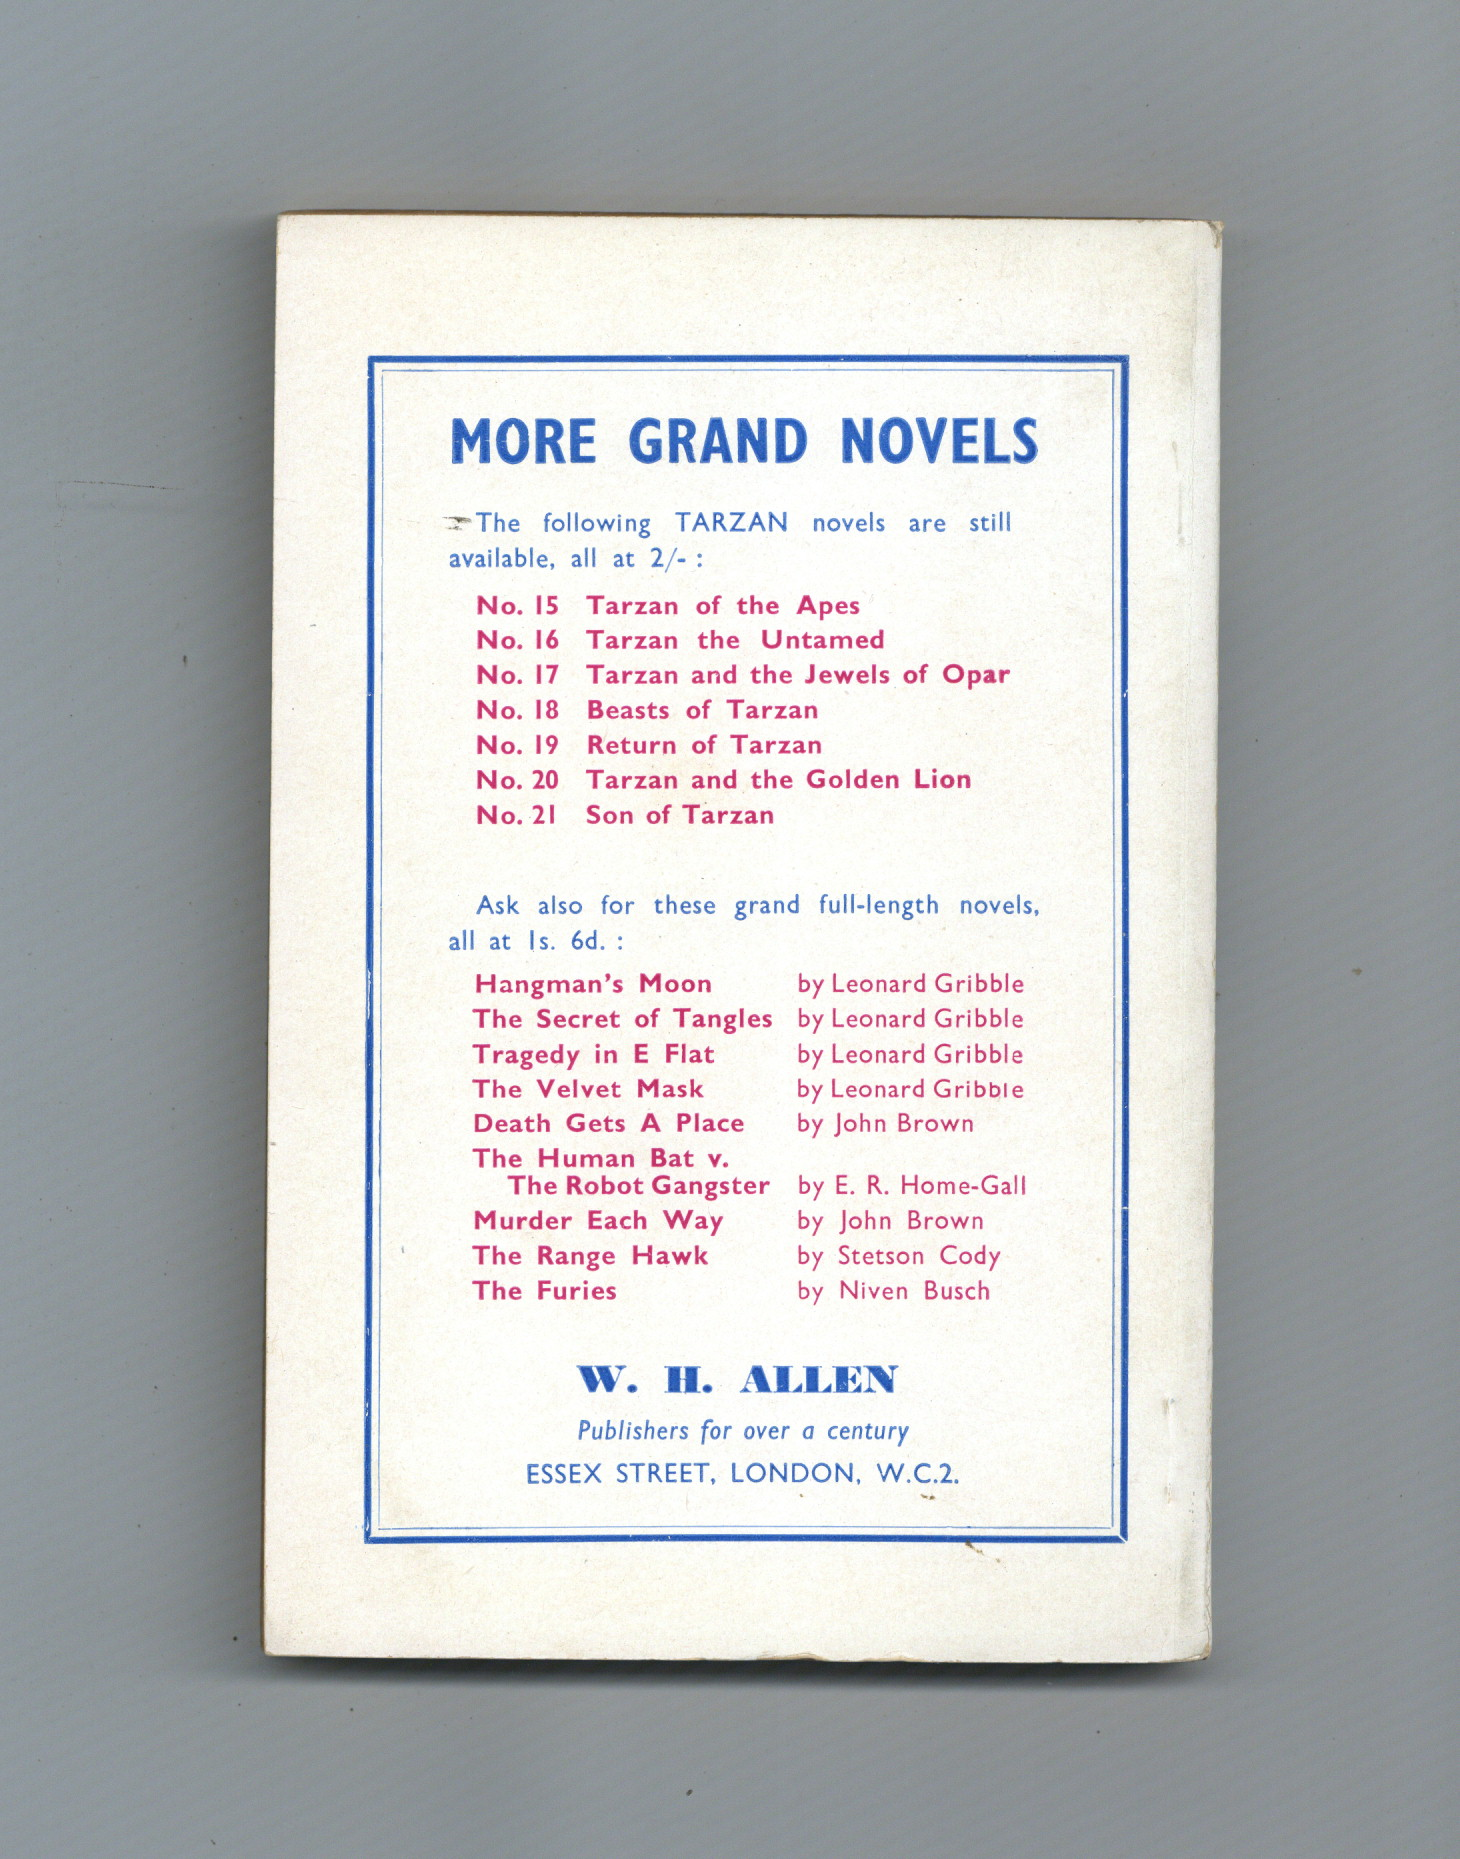 MORE GRAND NOVELS
The following TARZAN novels are still
available, all at 2/- :
No. 15 Tarzan of the Apes
No. 16 Tarzan the Untamed
No. 17 Tarzan and the Jewels of Opar
No. 18 Beasts of Tarzan
No. 19 Return of Tarzan
No. 20 Tarzan and the Golden Lion
No. 21 Son of Tarzan
Ask also for these grand full-length novels,
all at 1s. 6d. :
Hangman's Moon by Leonard Gribble
The Secret of Tangles by Leonard Gribble
Tragedy in E Flat by Leonard Gribble
The Velvet Mask by Leonard Gribble
Death Gets A Place by John Brown
The Human Bat v.
The Robot Gangster by E. R. Home-Gall
Murder Each Way by John Brown
The Range Hawk by Stetson Cody
The Furies by Niven Busch
W. H. ALLEN
Publishers for over a century
ESSEX STREET, LONDON, W.C.2.